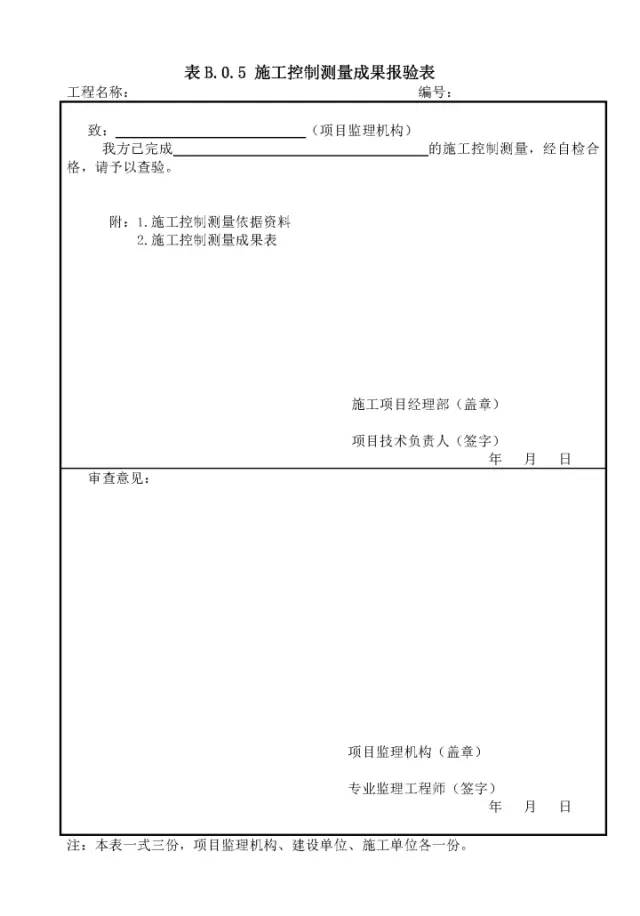 表 B.0.5 施工控制测量成果报验表
工程名称： 编号：
致：（项目监理机构）
我方已完成的施工控制测量，经自检合
格，请予以查验。
附：1.施工控制测量依据资料
2.施工控制测量成果表
施工项目经理部（盖章）
项目技术负责人（签字）
年 月 日
审查意见：
项目监理机构（盖章）
专业监理工程师（签字）
年 月 日
注：本表一式三份，项目监理机构、建设单位、施工单位各一份。